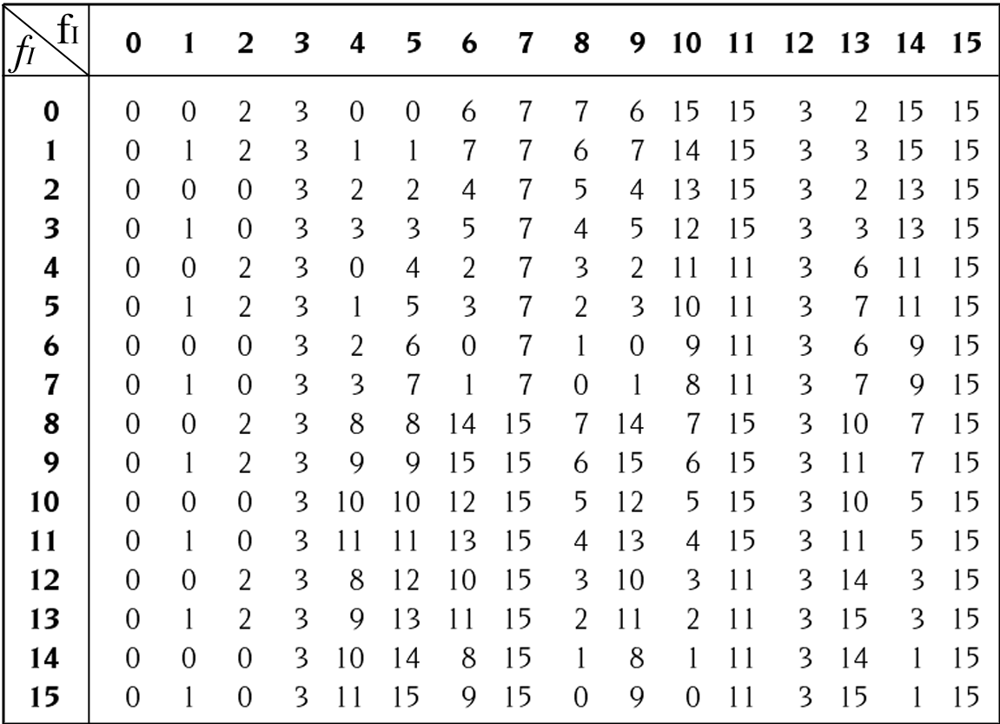 fI
fI 0 1 2 3 4 5 6 7 8 9 10 11 12 13 14 15
0 0 0 2 3 0 0 6 7 7 6 15 15 3 2 15 15
1 0 1 2 3 1 1 7 7 6 7 14 15 3 3 15 15
2 0 0 0 3 2 2 4 7 5 4 13 15 3 2 13 15
3 0 1 0 3 3 3 5 7 4 5 12 15 3 3 13 15
4 0 0 2 3 0 4 2 7 3 2 11 11 3 6 11 15
5 0 1 2 3 1 5 3 7 2 3 10 11 3 7 11 15
6 0 0 0 3 2 6 0 7 1 0 9 11 3 6 9 15
7 0 1 0 3 3 7 1 7 0 1 8 11 3 7 9 15
8 0 0 2 3 8 8 14 15 7 14 7 15 3 10 7 15
9 0 1 2 3 9 9 15 15 6 15 6 15 3 11 7 15
10 0 0 0 3 10 10 12 15 5 12 5 15 3 10 5 15
11 0 1 0 3 11 11 13 15 4 13 4 15 3 11 5 15
12 0 0 2 3 8 12 10 15 3 10 3 11 3 14 3 15
13 0 1 2 3 9 13 11 15 2 11 2 11 3 15 3 15
14 0 0 0 3 10 14 8 15 1 8 1 11 3 14 1 15
15 0 1 0 3 11 15 9 15 0 9 0 11 3 15 1 15